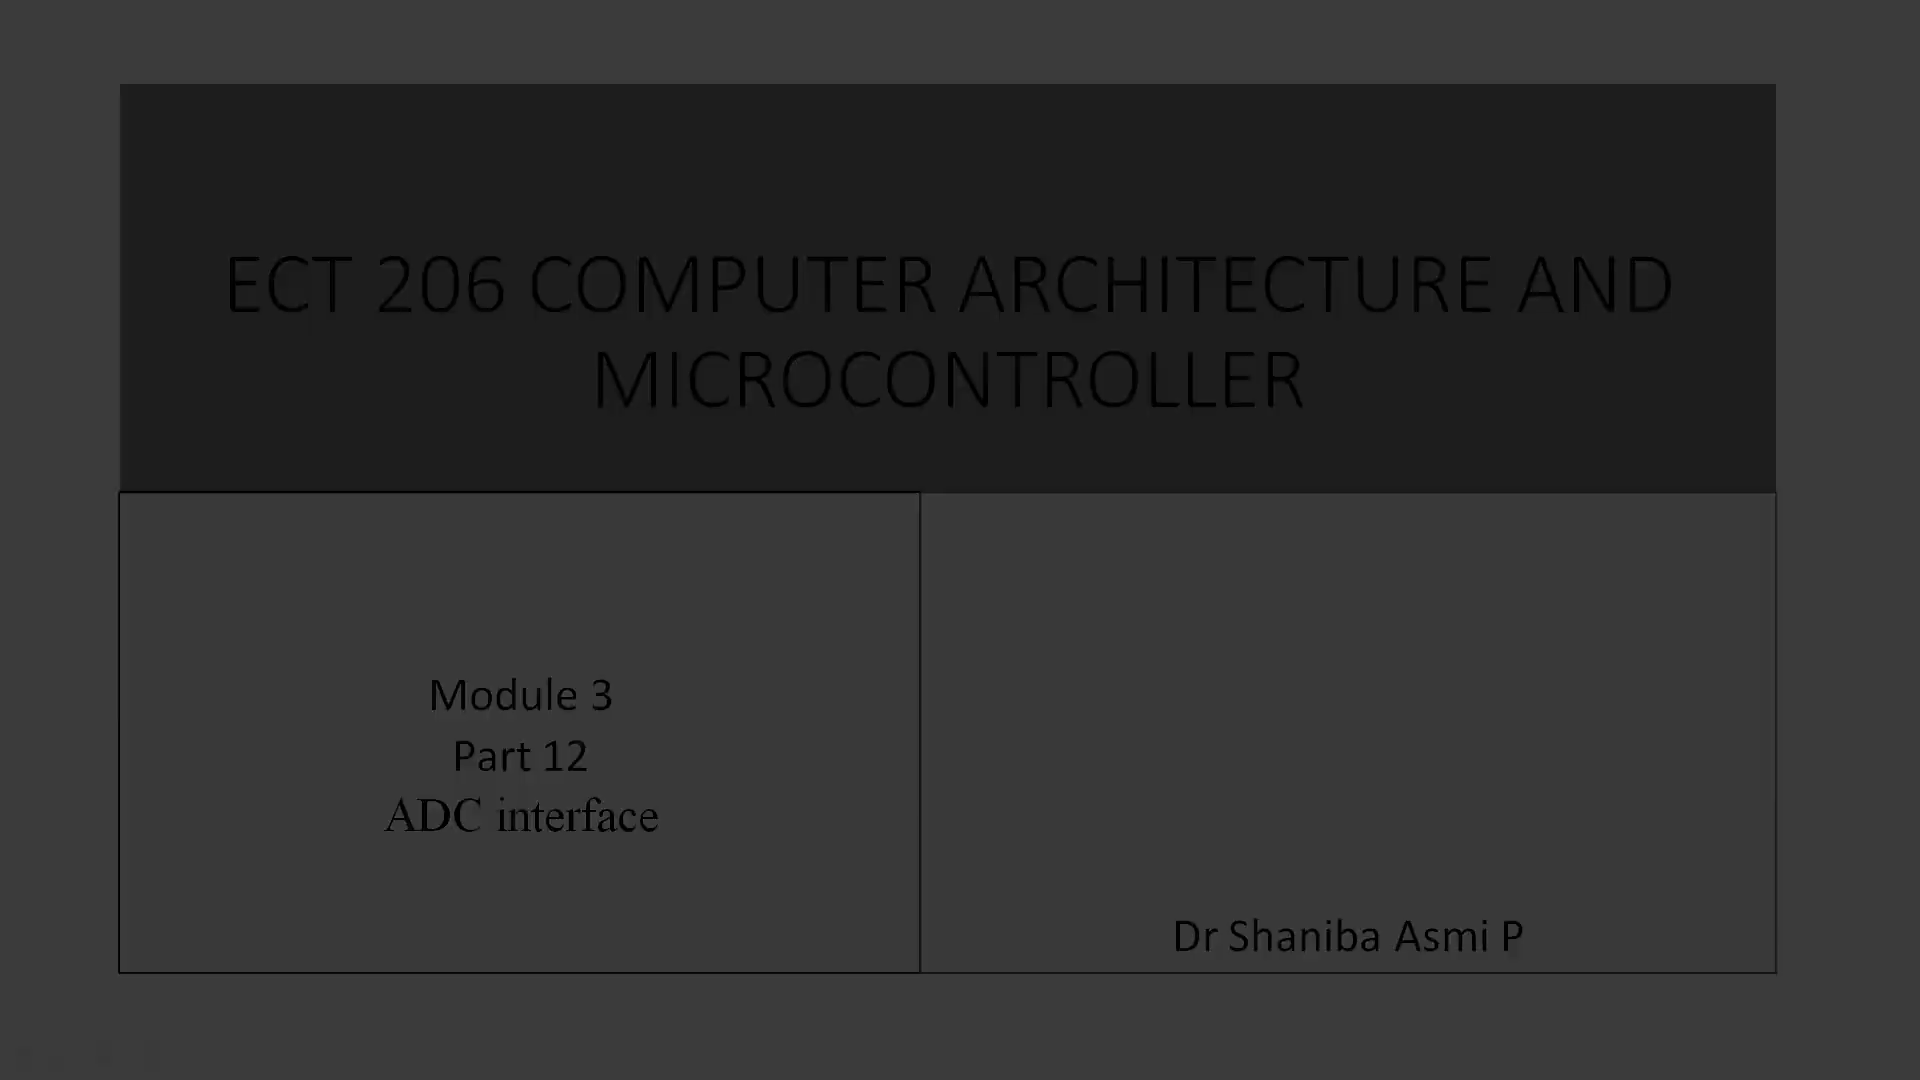 ECT 206 COMPUTER ARCHITECTURE AND
MICROCONTROLLER
Module 3
Part 12
ADC interface
Dr Shaniba Asmi P